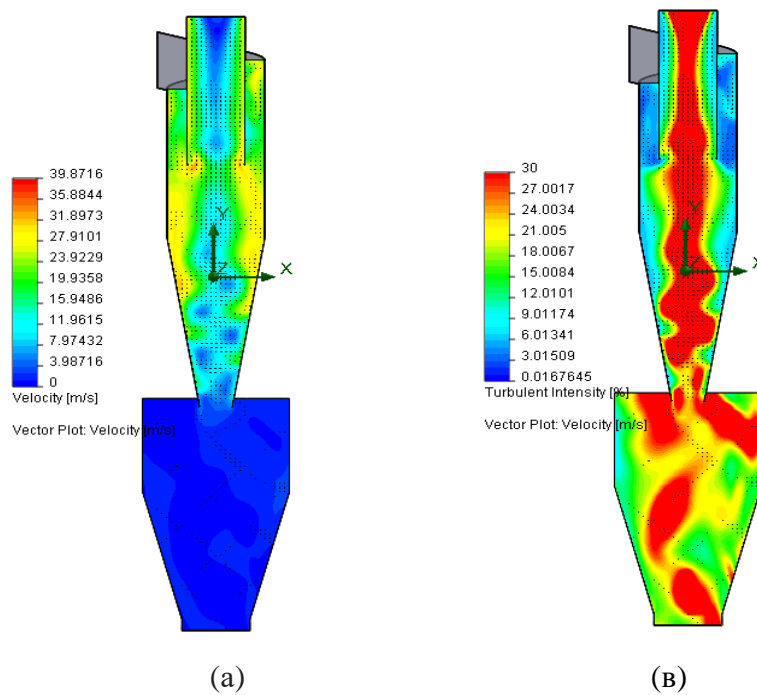 39.8716
35.8844
31.8973
27.9101
23.9229
19.9358
15.9486
11.9615
7.97432
3.98716
0
Velocity [m/s]
Vector Plot: Velocity [m/s]
Y
Z
X
(а)
30
27.0017
24.0034
21.005
18.0067
15.0084
12.0101
9.01174
6.01341
3.01509
0.0167645
Turbulent Intensity [%]
Vector Plot: Velocity [m/s]
Y
Z
X
(в)